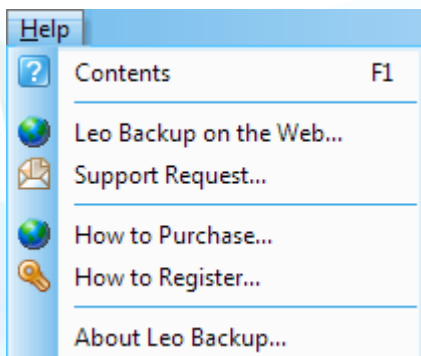 Help
Contents F1
Leo Backup on the Web...
Support Request...
How to Purchase...
How to Register...
About Leo Backup...